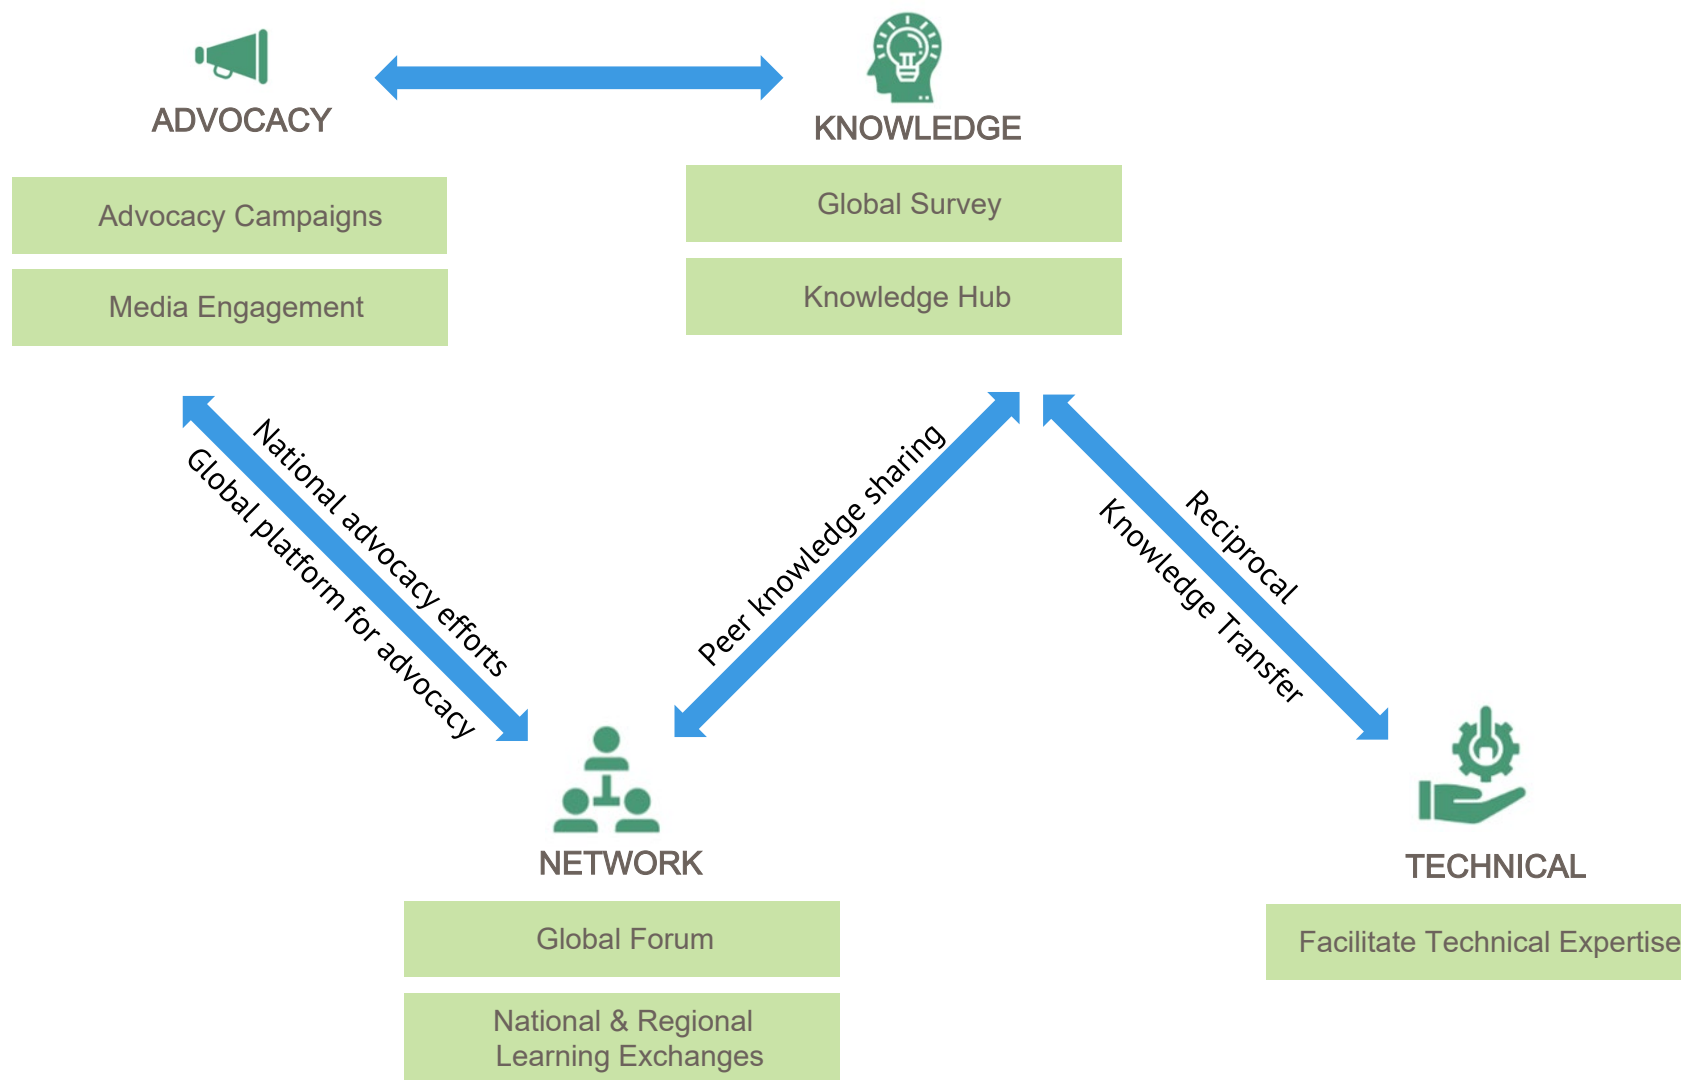 ADVOCACY
KNOWLEDGE
Advocacy Campaigns
Media Engagement
Global Survey
Knowledge Hub
National advocacy efforts
Global platform for advocacy
Peer knowledge sharing
Reciprocal
Knowledge Transfer
NETWORK
Global Forum
National & Regional
Learning Exchanges
TECHNICAL
Facilitate Technical Expertise